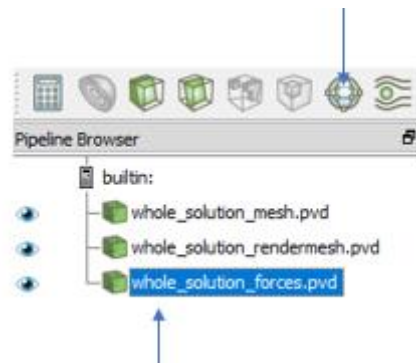 Pipeline Browser
builtin:
whole_solution_mesh.pvd
whole_solution_rendermesh.pvd
whole_solution_forces.pvd